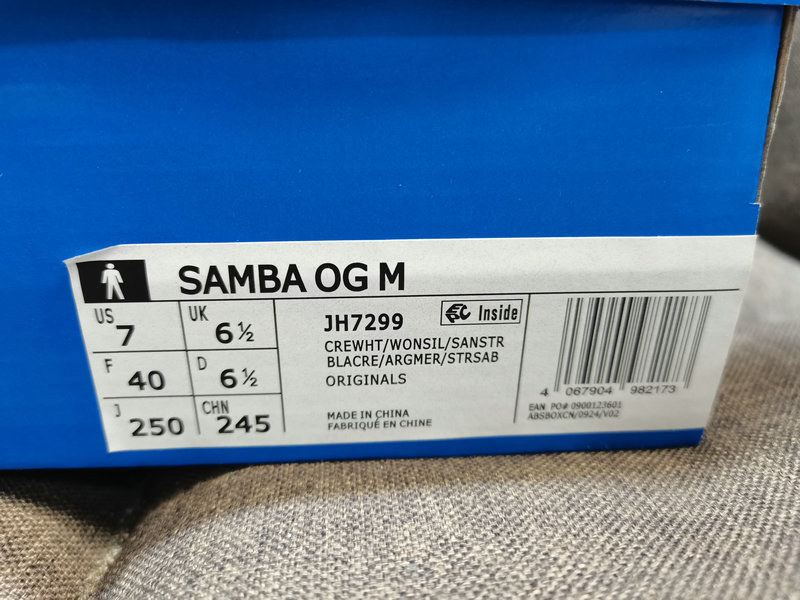 SAMBA OG M
US 7 UK 6½
F 40 D 6½
J 250 CHN 245
JH7299 Inside
CREWHT/WONSIL/SANSTR
BLACRE/ARGMER/STRSAB
ORIGINALS
MADE IN CHINA
FABRIQUÉ EN CHINE
4 067904 982173
EAN PO# 0900123601
ABSBOXCN/0924/V02